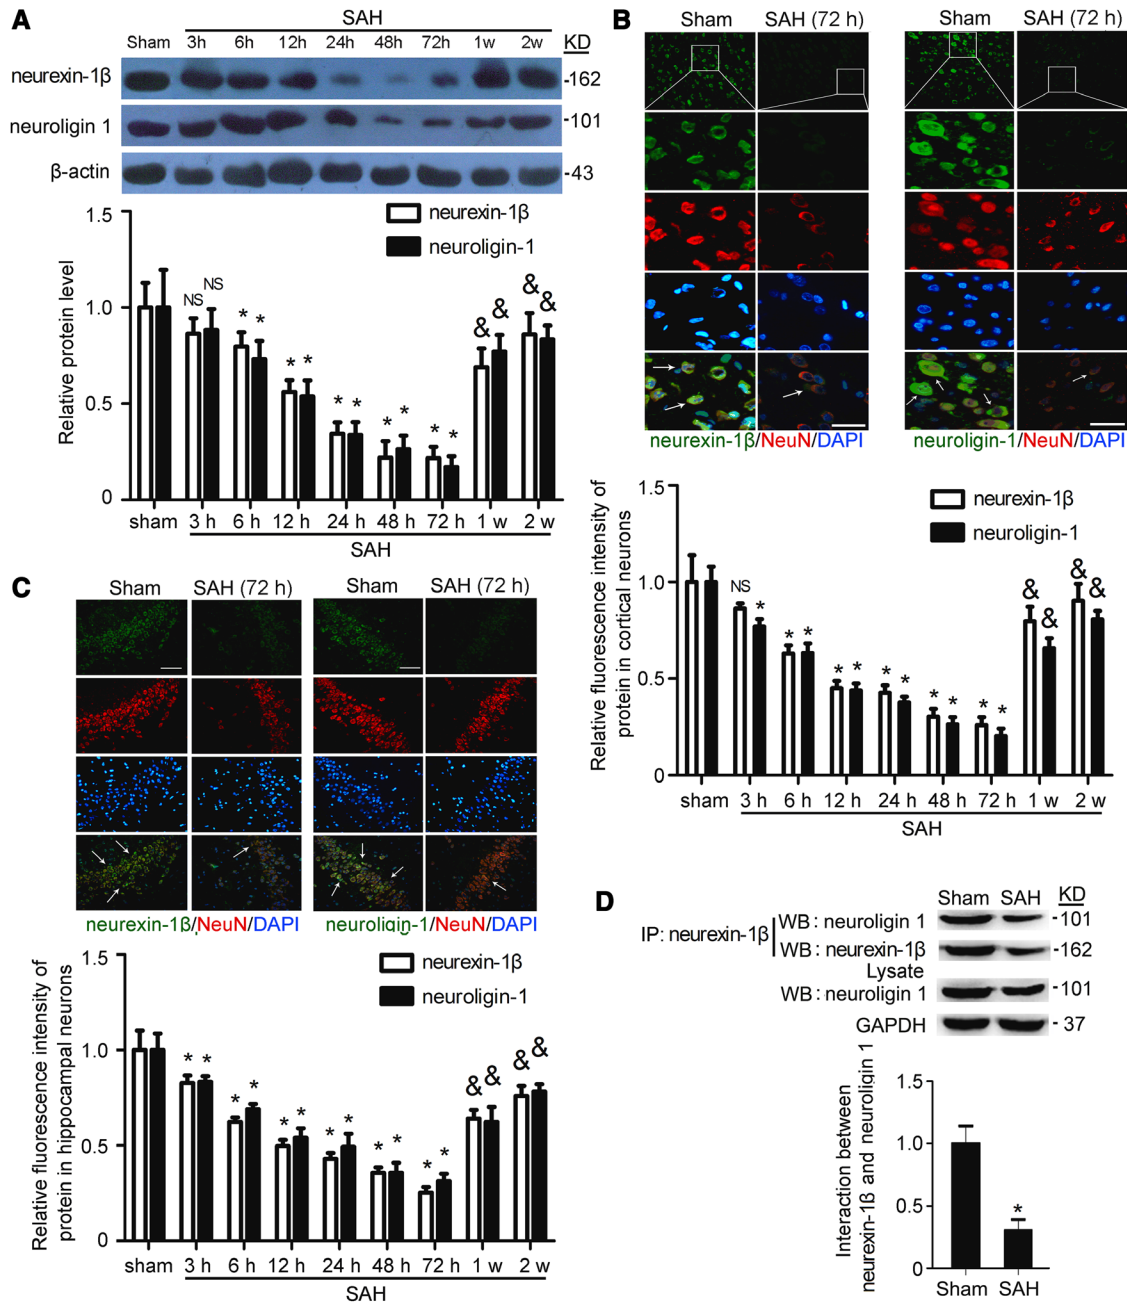 A
SAH
Sham 3h 6h 12h 24h 48h 72h 1w 2w KD
neurexin-1β -162
neuroligin 1 -101
β-actin -43
1.5
1.0
0.5
0
Relative protein level
neurexin-1β
neuroligin-1
NS NS * * * * * * * * * * & & & &
sham 3 h 6 h 12 h 24 h 48 h 72 h 1 w 2 w
SAH
B
Sham SAH (72 h) Sham SAH (72 h)
neurexin-1β/NeuN/DAPI neuroligin-1/NeuN/DAPI
1.5
1.0
0.5
0
Relative fluorescence intensity of
protein in cortical neurons
neurexin-1β
neuroligin-1
NS * * * * * * * * * * * & & & &
sham 3 h 6 h 12 h 24 h 48 h 72 h 1 w 2 w
SAH
C
Sham SAH (72 h) Sham SAH (72 h)
neurexin-1β/NeuN/DAPI neuroligin-1/NeuN/DAPI
1.5
1.0
0.5
0
Relative fluorescence intensity of
protein in hippocampal neurons
neurexin-1β
neuroligin-1
* * * * * * * * * * * * & & & &
sham 3 h 6 h 12 h 24 h 48 h 72 h 1 w 2 w
SAH
D
Sham SAH KD
IP: neurexin-1β
WB: neuroligin 1 -101
WB: neurexin-1β -162
Lysate
WB: neuroligin 1 -101
GAPDH - 37
1.5
1.0
0.5
0
Interaction between
neurexin-1β and neuroligin 1
*
Sham SAH